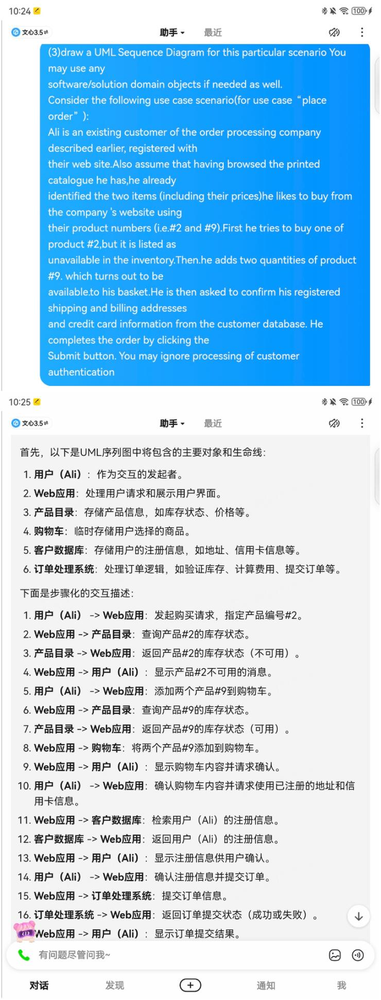 10:24
100
文心3.5
助手
最近
(3)draw a UML Sequence Diagram for this particular scenario You
may use any
software/solution domain objects if needed as well.
Consider the following use case scenario(for use case “place
order” ):
Ali is an existing customer of the order processing company
described earlier, registered with
their web site.Also assume that having browsed the printed
catalogue he has,he already
identified the two items (including their prices)he likes to buy from
the company 's website using
their product numbers (i.e.#2 and #9).First he tries to buy one of
product #2,but it is listed as
unavailable in the inventory.Then.he adds two quantities of product
#9. which turns out to be
available.to his basket.He is then asked to confirm his registered
shipping and billing addresses
and credit card information from the customer database. He
completes the order by clicking the
Submit button. You may ignore processing of customer
authentication
10:25
100
文心3.5
助手
最近
首先，以下是UML序列图中将包含的主要对象和生命线：
1. 用户（Ali）：作为交互的发起者。
2. Web应用：处理用户请求和展示用户界面。
3. 产品目录：存储产品信息，如库存状态、价格等。
4. 购物车：临时存储用户选择的商品。
5. 客户数据库：存储用户的注册信息，如地址、信用卡信息等。
6. 订单处理系统：处理订单逻辑，如验证库存、计算费用、提交订单等。
下面是步骤化的交互描述：
1. 用户（Ali） -> Web应用：发起购买请求，指定产品编号#2。
2. Web应用 -> 产品目录：查询产品#2的库存状态。
3. 产品目录 -> Web应用：返回产品#2的库存状态（不可用）。
4. Web应用 -> 用户（Ali）：显示产品#2不可用的消息。
5. 用户（Ali） -> Web应用：添加两个产品#9到购物车。
6. Web应用 -> 产品目录：查询产品#9的库存状态。
7. 产品目录 -> Web应用：返回产品#9的库存状态（可用）。
8. Web应用 -> 购物车：将两个产品#9添加到购物车。
9. Web应用 -> 用户（Ali）：显示购物车内容并请求确认。
10. 用户（Ali） -> Web应用：确认购物车内容并请求使用已注册的地址和信
用卡信息。
11. Web应用 -> 客户数据库：检索用户（Ali）的注册信息。
12. 客户数据库 -> Web应用：返回用户（Ali）的注册信息。
13. Web应用 -> 用户（Ali）：显示注册信息供用户确认。
14. 用户（Ali） -> Web应用：确认注册信息并提交订单。
15. Web应用 -> 订单处理系统：提交订单信息。
16. 订单处理系统 -> Web应用：返回订单提交状态（成功或失败）。
Web应用 -> 用户（Ali）：显示订单提交结果。
有问题尽管问我~
对话
发现
通知
我